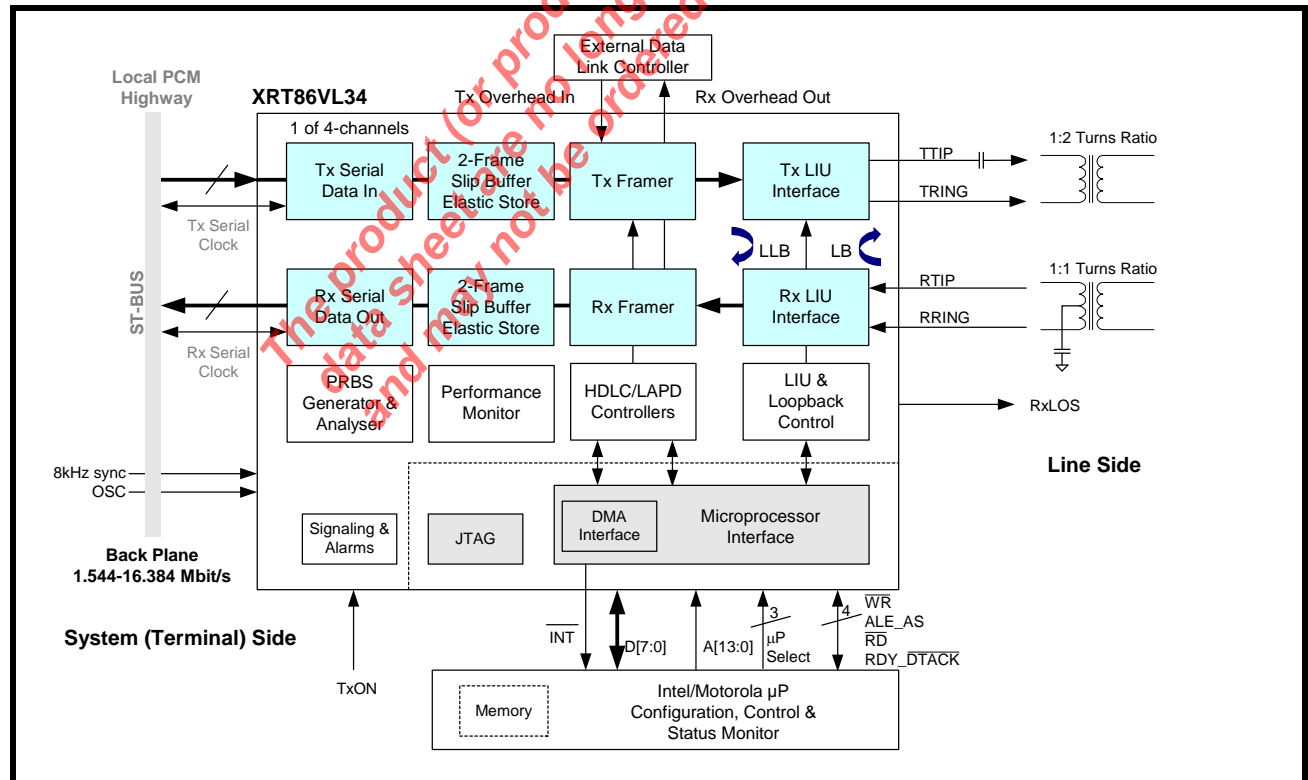 External Data
Link Controller
Local PCM
Highway
XRT86VL34
Tx Overhead In
Rx Overhead Out
1 of 4-channels
Tx Serial
Data In
2-Frame
Slip Buffer
Elastic Store
Tx Framer
Tx LIU
Interface
TTIP
TRING
1:2 Turns Ratio
Tx Serial
Clock
LLB
LB
ST-BUS
Rx Serial
Data Out
2-Frame
Slip Buffer
Elastic Store
Rx Framer
Rx LIU
Interface
RTIP
RRING
1:1 Turns Ratio
Rx Serial
Clock
PRBS
Generator &
Analyser
Performance
Monitor
HDLC/LAPD
Controllers
LIU &
Loopback
Control
RxLOS
Line Side
8kHz sync
OSC
Signaling &
Alarms
JTAG
DMA
Interface
Microprocessor
Interface
Back Plane
1.544-16.384 Mbit/s
System (Terminal) Side
TxON
INT
D[7:0]
A[13:0]
3
µP
Select
4
WR
ALE_AS
RD
RDY_DTACK
Memory
Intel/Motorola µP
Configuration, Control &
Status Monitor
The product (or produ
data sheet are no long
and may not be ordered